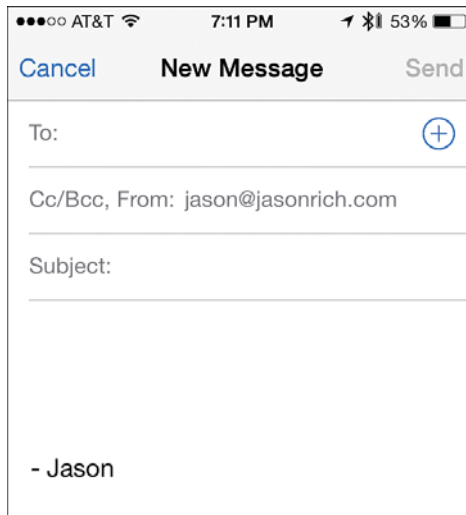 AT&T 7:11 PM 53%
Cancel New Message Send
To:
Cc/Bcc, From: jason@jasonrich.com
Subject:
- Jason